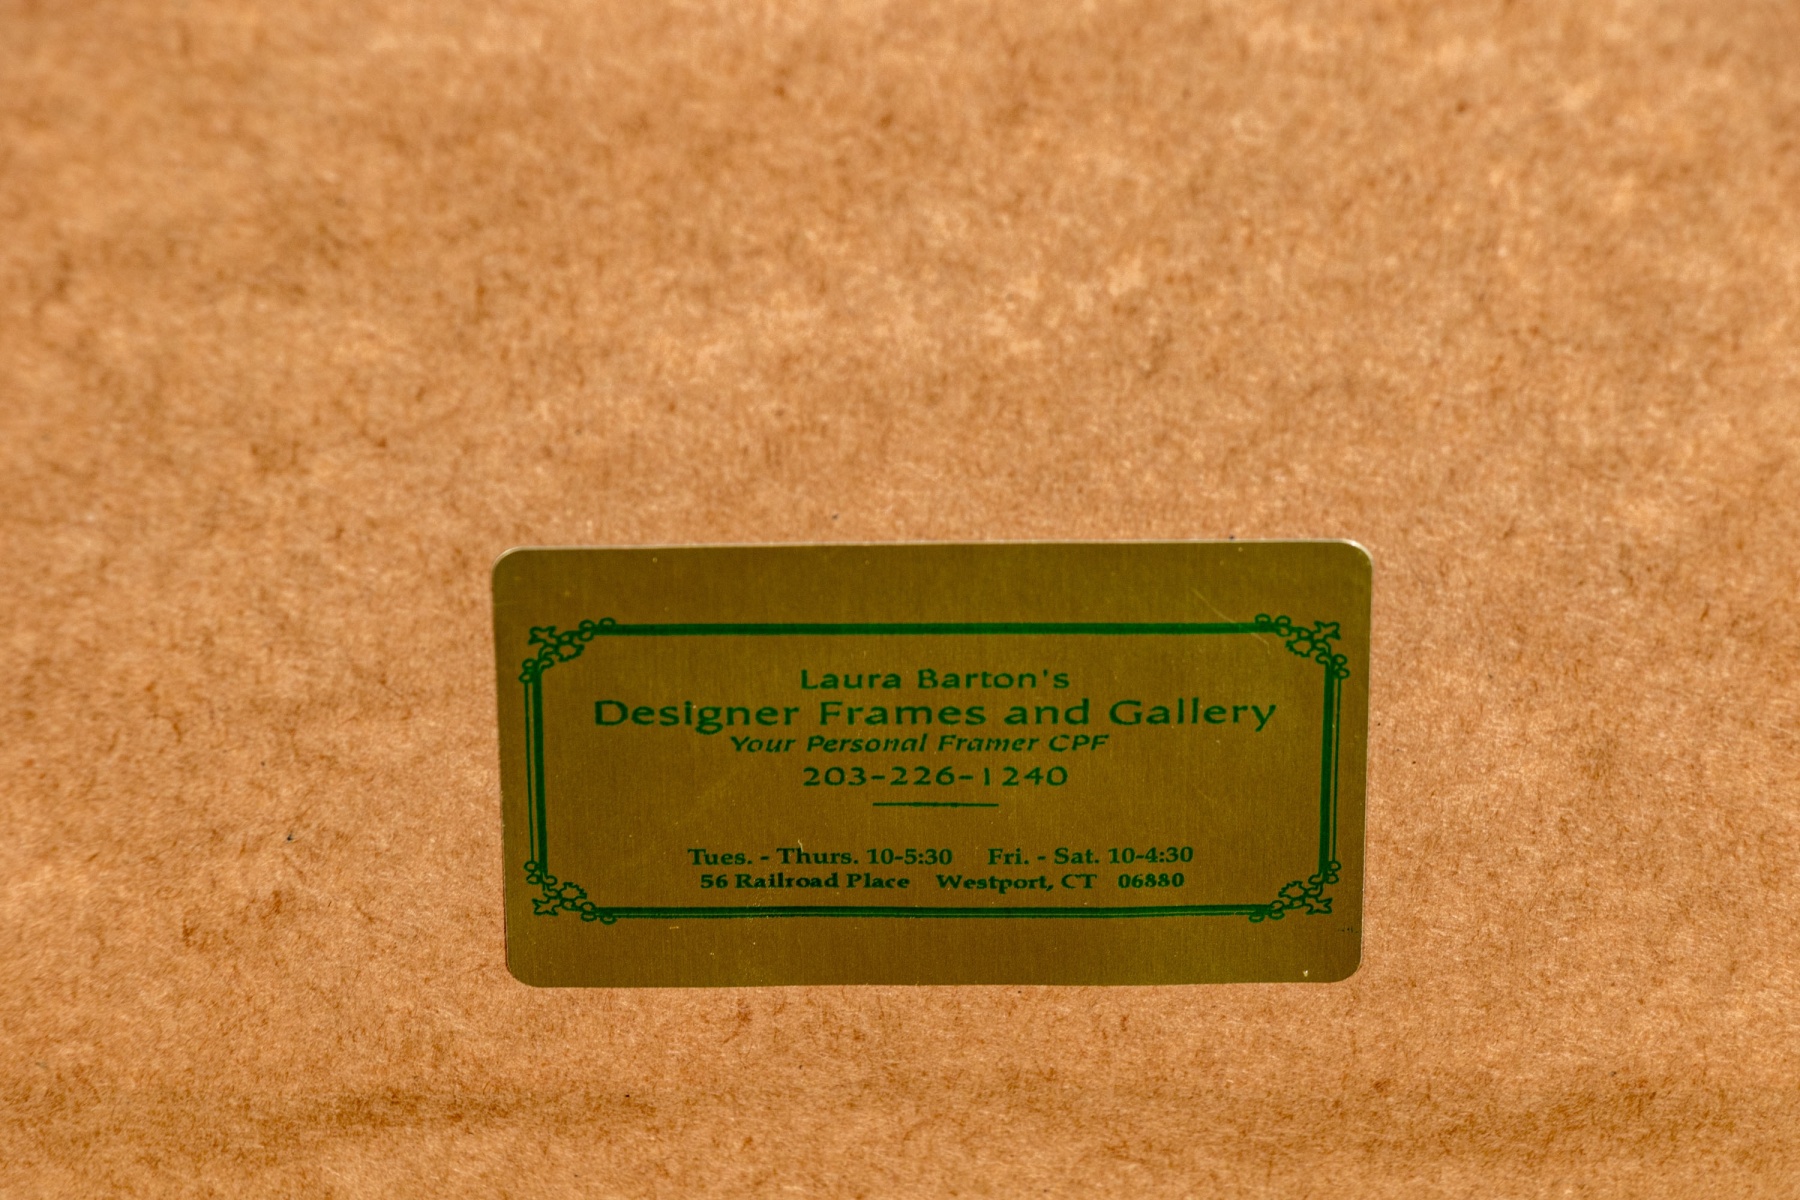 Laura Barton's
Designer Frames and Gallery
Your Personal Framer CPF
203-226-1240
Tues. - Thurs. 10-5:30 Fri. - Sat. 10-4:30
56 Railroad Place Westport, CT 06880